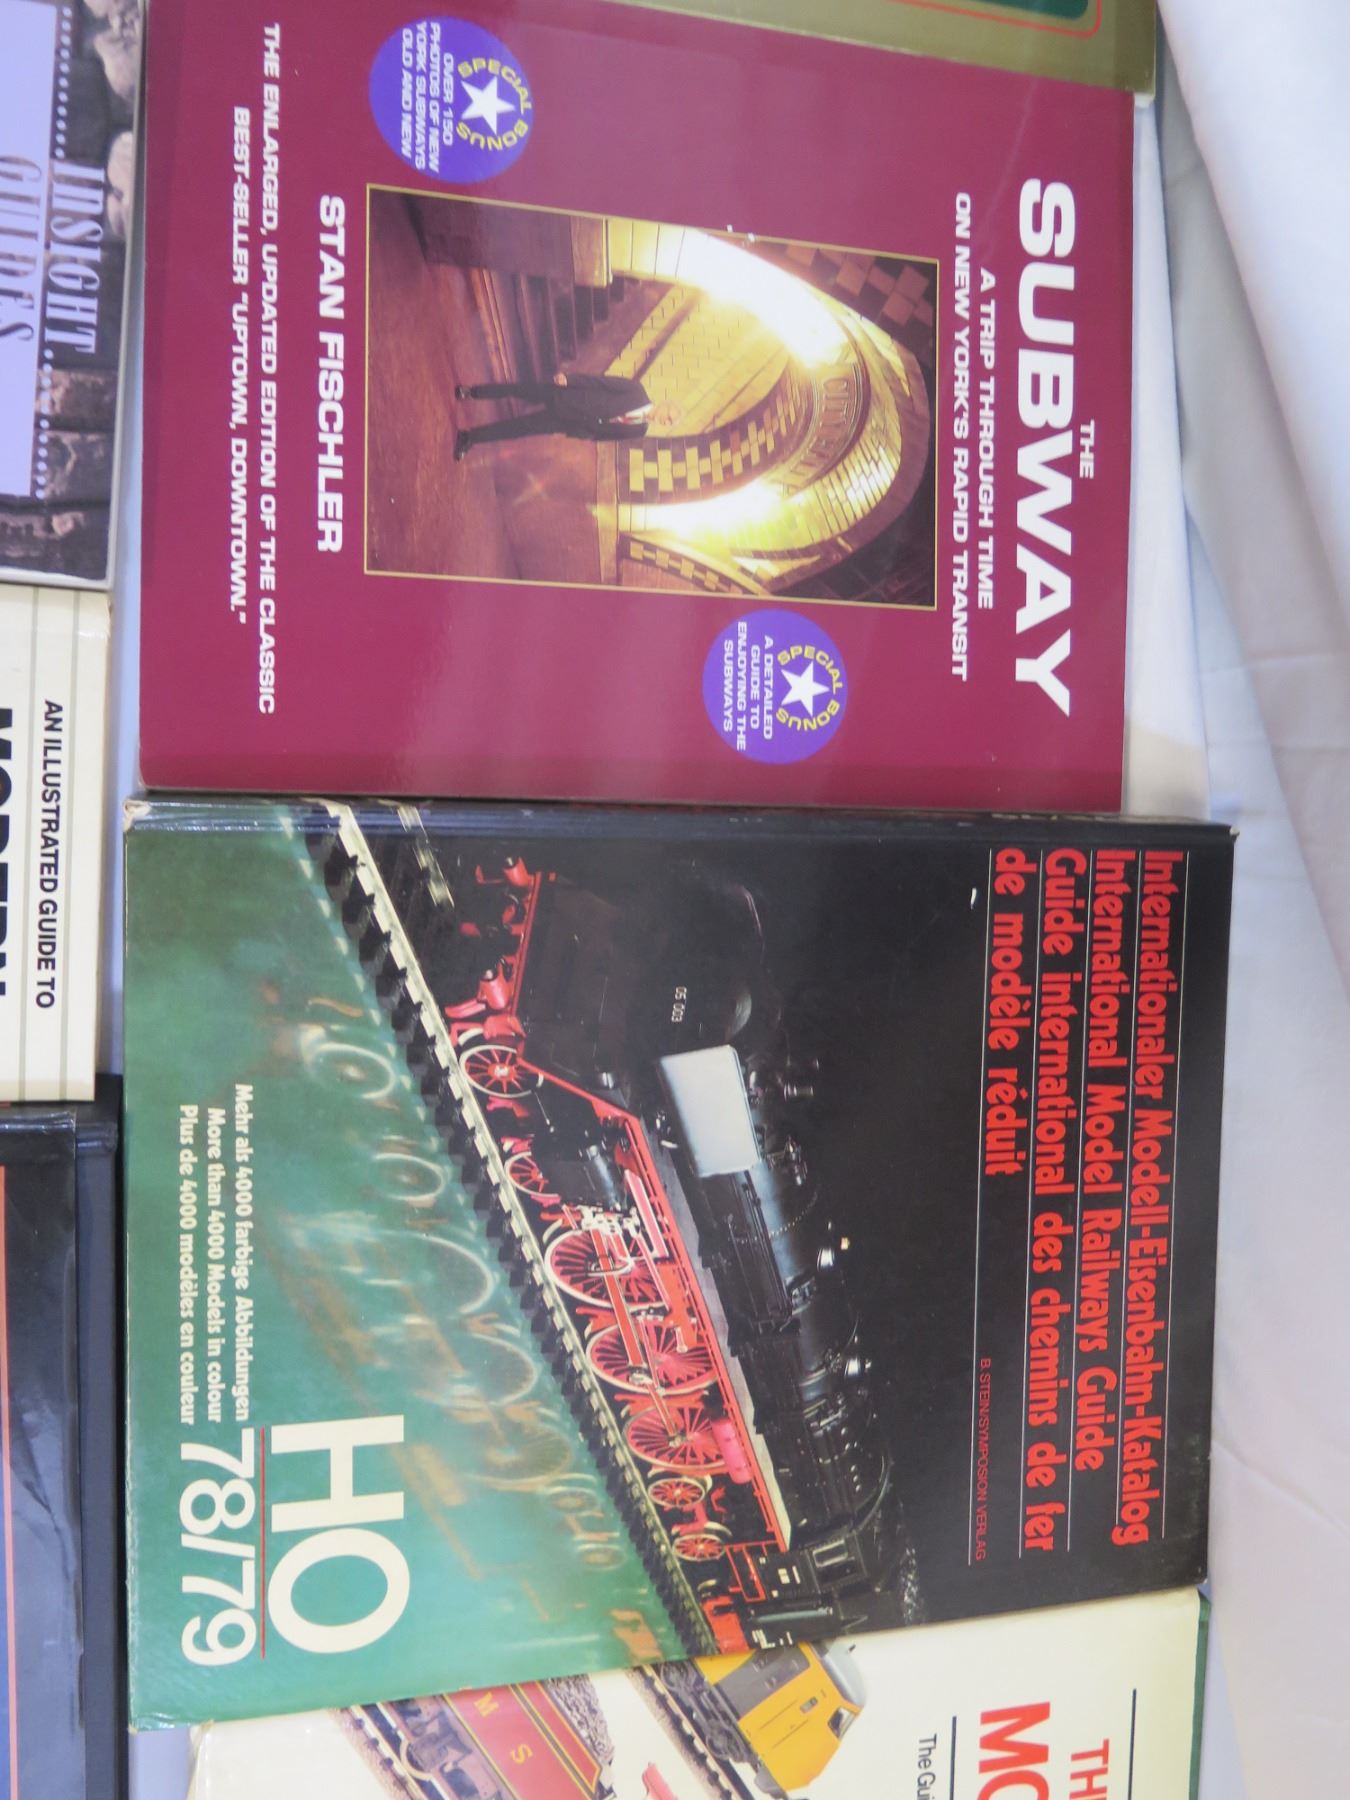 THE
SUBWAY
A TRIP THROUGH TIME
ON NEW YORK'S RAPID TRANSIT
SPECIAL BONUS
A DETAILED
GUIDE TO
ENJOYING THE
SUBWAYS
CITY HALL
SPECIAL BONUS
OVER 150
PHOTOS OF NEW
YORK SUBWAYS
OLD AND NEW
STAN FISCHLER
THE ENLARGED, UPDATED EDITION OF THE CLASSIC
BEST-SELLER "UPTOWN, DOWNTOWN."
Internationaler Modell-Eisenbahn-Katalog
International Model Railways Guide
Guide international des chemins de fer
de modèle réduit
B. STEIN/SYMPOSION VERLAG
05 003
HO
78/79
Mehr als 4000 farbige Abbildungen
More than 4000 Models in colour
Plus de 4000 modèles en couleur
INSIGHT
GUIDES
AN ILLUSTRATED GUIDE TO
The
M S